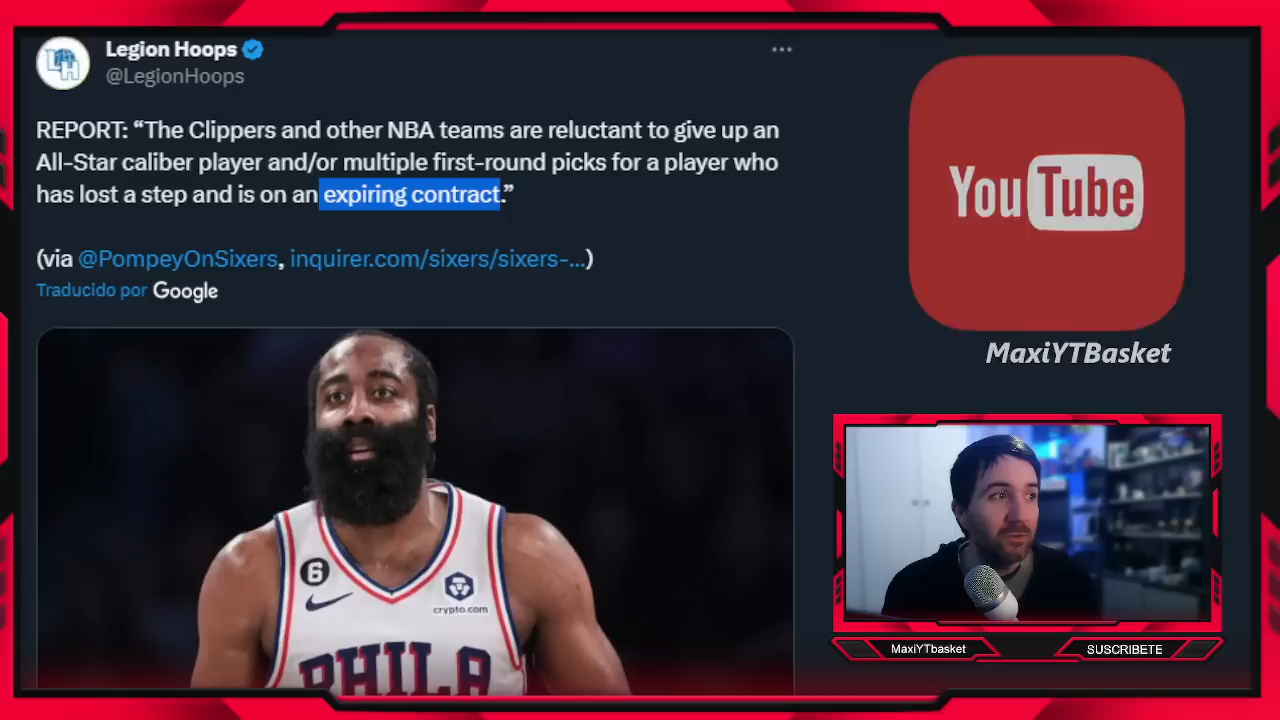 Legion Hoops
@LegionHoops
REPORT: “The Clippers and other NBA teams are reluctant to give up an
All-Star caliber player and/or multiple first-round picks for a player who
has lost a step and is on an expiring contract.”
(via @PompeyOnSixers, inquirer.com/sixers/sixers-...)
Traducido por Google
6
crypto.com
PHILA
YouTube
MaxiYTBasket
MaxiYTbasket
SUSCRIBETE